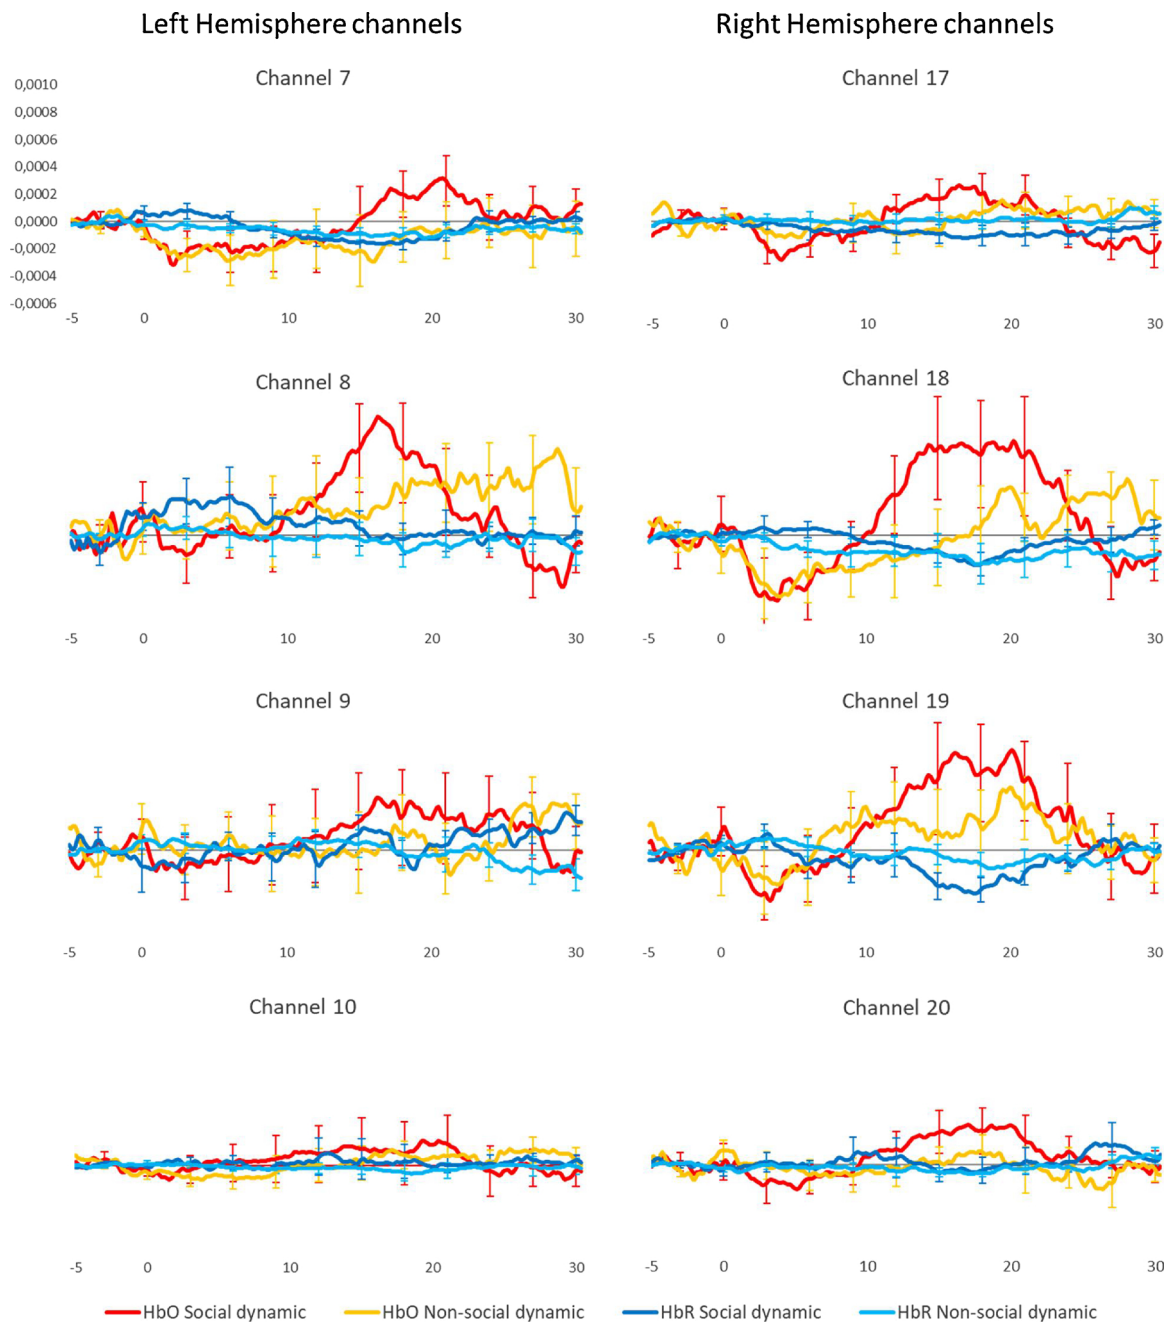 Left Hemisphere channels
Right Hemisphere channels
Channel 7
Channel 17
0,0010
0,0008
0,0006
0,0004
0,0002
0,0000
-0,0002
-0,0004
-0,0006
-5 0 10 20 30
-5 0 10 20 30
Channel 8
Channel 18
-5 0 10 20 30
-5 0 10 20 30
Channel 9
Channel 19
-5 0 10 20 30
-5 0 10 20 30
Channel 10
Channel 20
-5 0 10 20 30
-5 0 10 20 30
HbO Social dynamic HbO Non-social dynamic HbR Social dynamic HbR Non-social dynamic